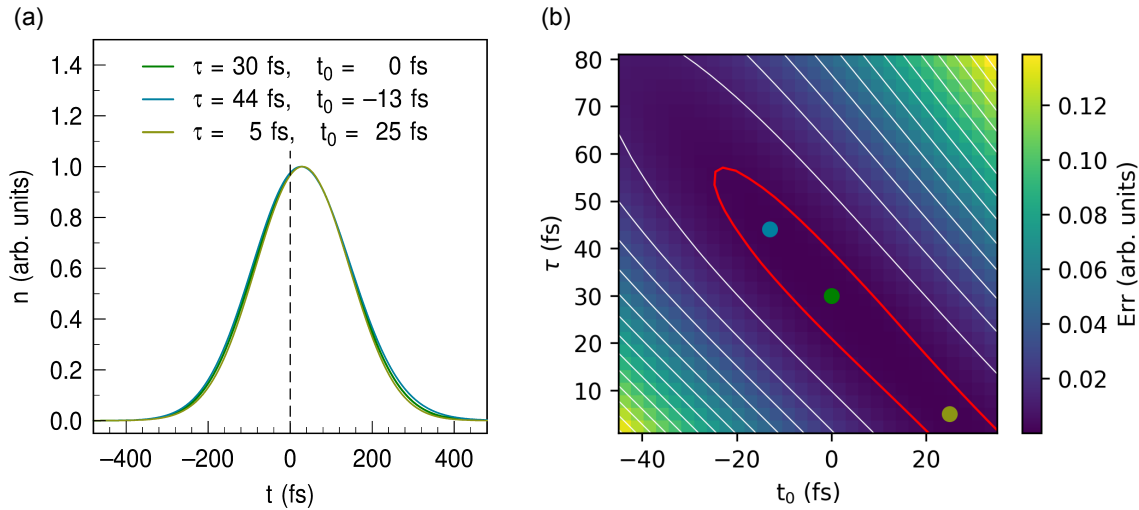 (a)
τ = 30 fs, t₀ = 0 fs
τ = 44 fs, t₀ = –13 fs
τ = 5 fs, t₀ = 25 fs
n (arb. units)
1.4
1.2
1.0
0.8
0.6
0.4
0.2
0.0
−400 −200 0 200 400
t (fs)
(b)
τ (fs)
80
70
60
50
40
30
20
10
−40 −20 0 20
t₀ (fs)
0.12
0.10
0.08
0.06
0.04
0.02
Err (arb. units)